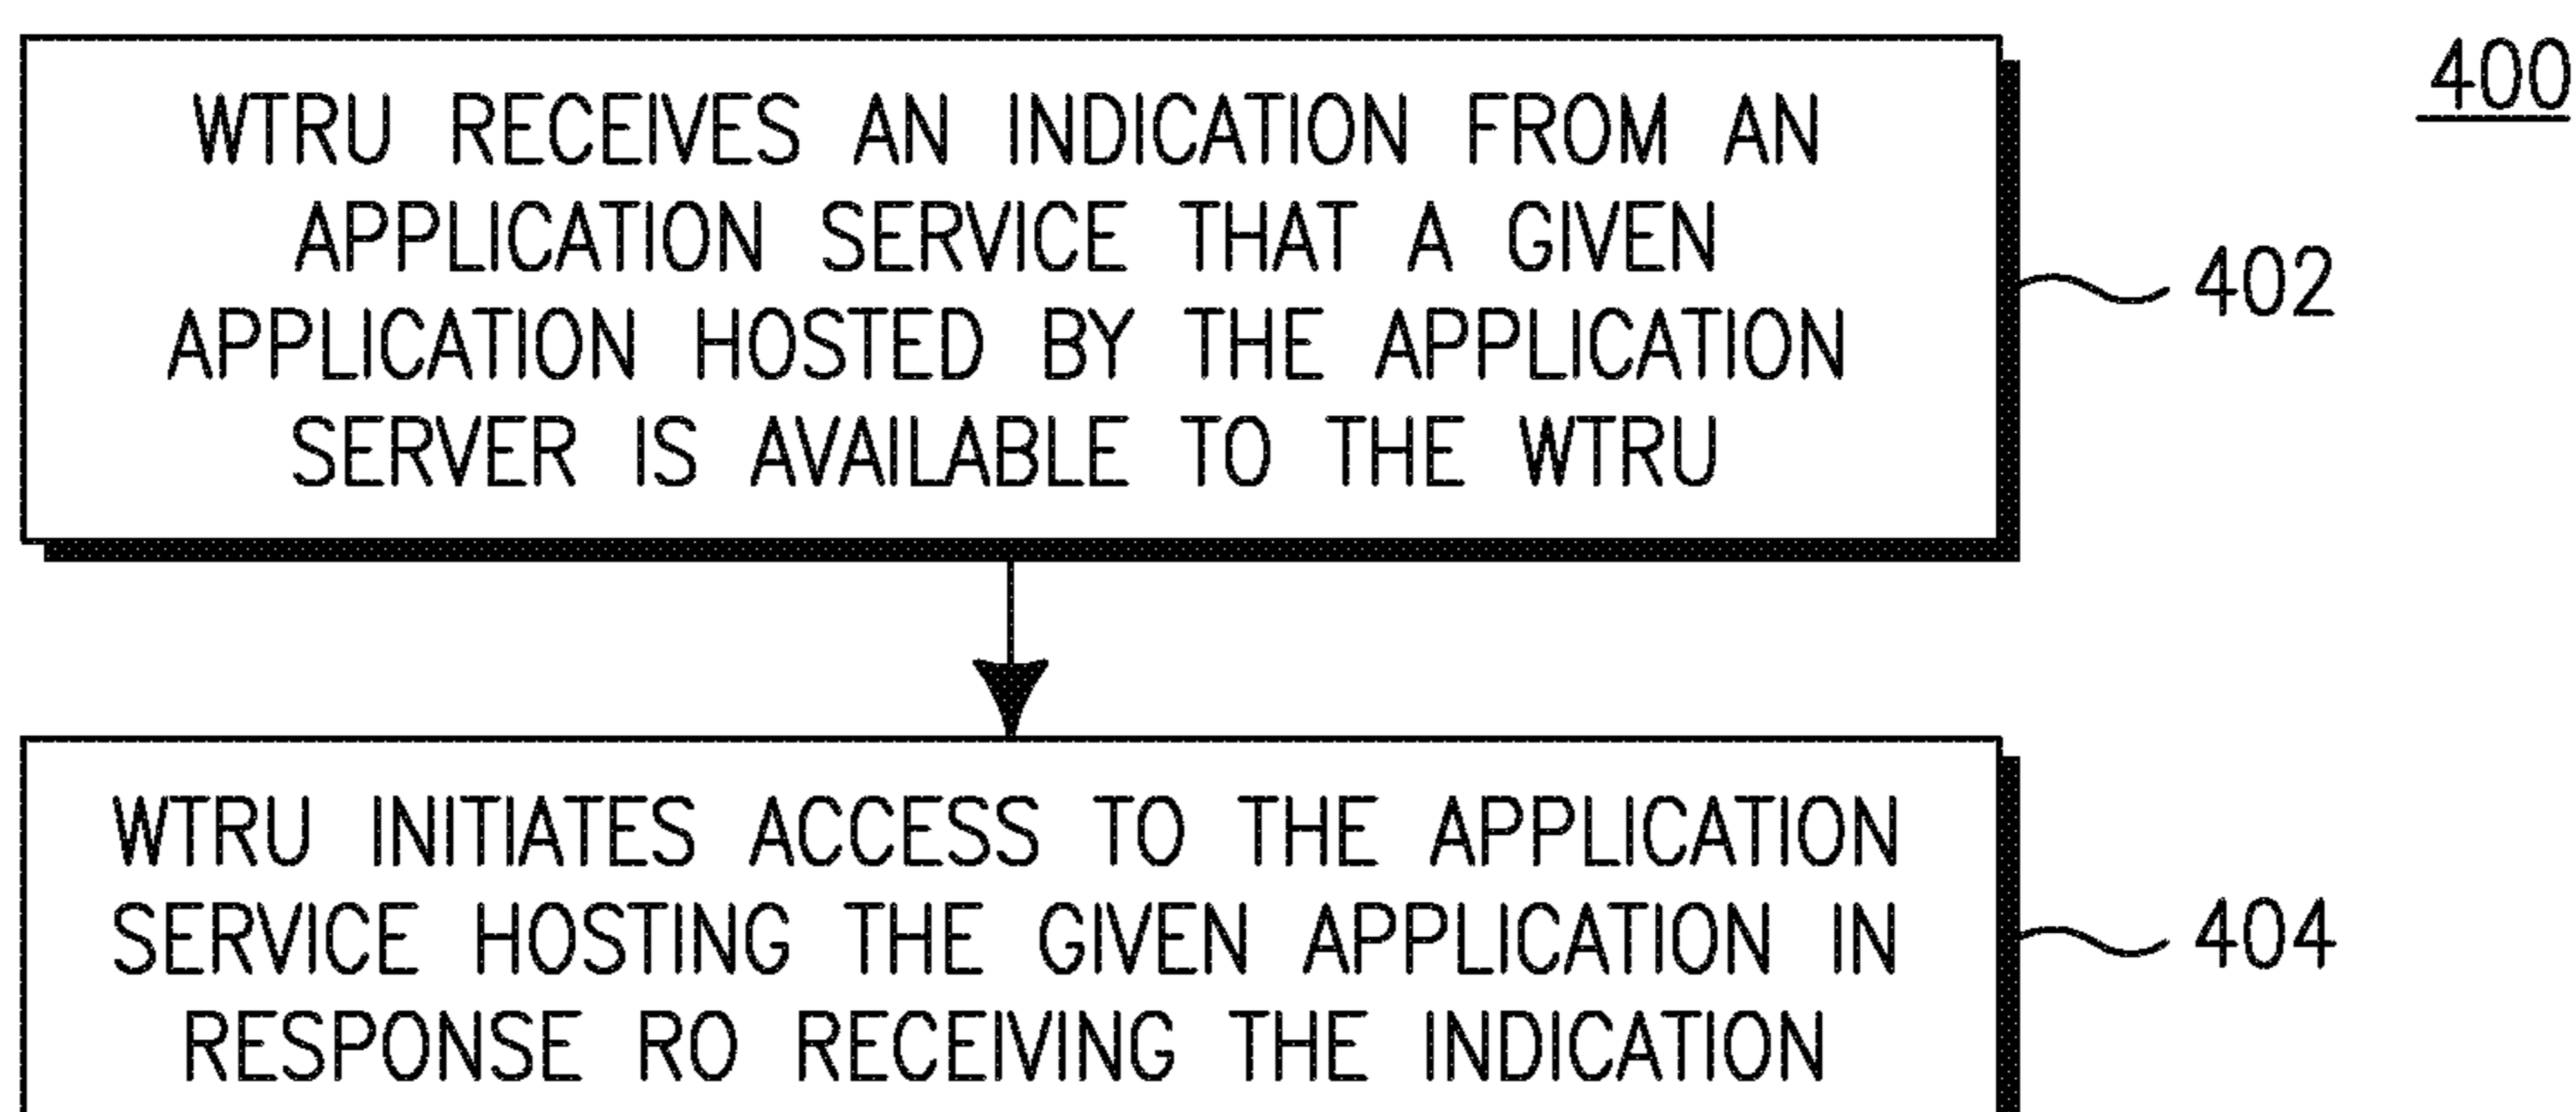 400
WTRU RECEIVES AN INDICATION FROM AN
APPLICATION SERVICE THAT A GIVEN
APPLICATION HOSTED BY THE APPLICATION
SERVER IS AVAILABLE TO THE WTRU
402
WTRU INITIATES ACCESS TO THE APPLICATION
SERVICE HOSTING THE GIVEN APPLICATION IN
RESPONSE RO RECEIVING THE INDICATION
404